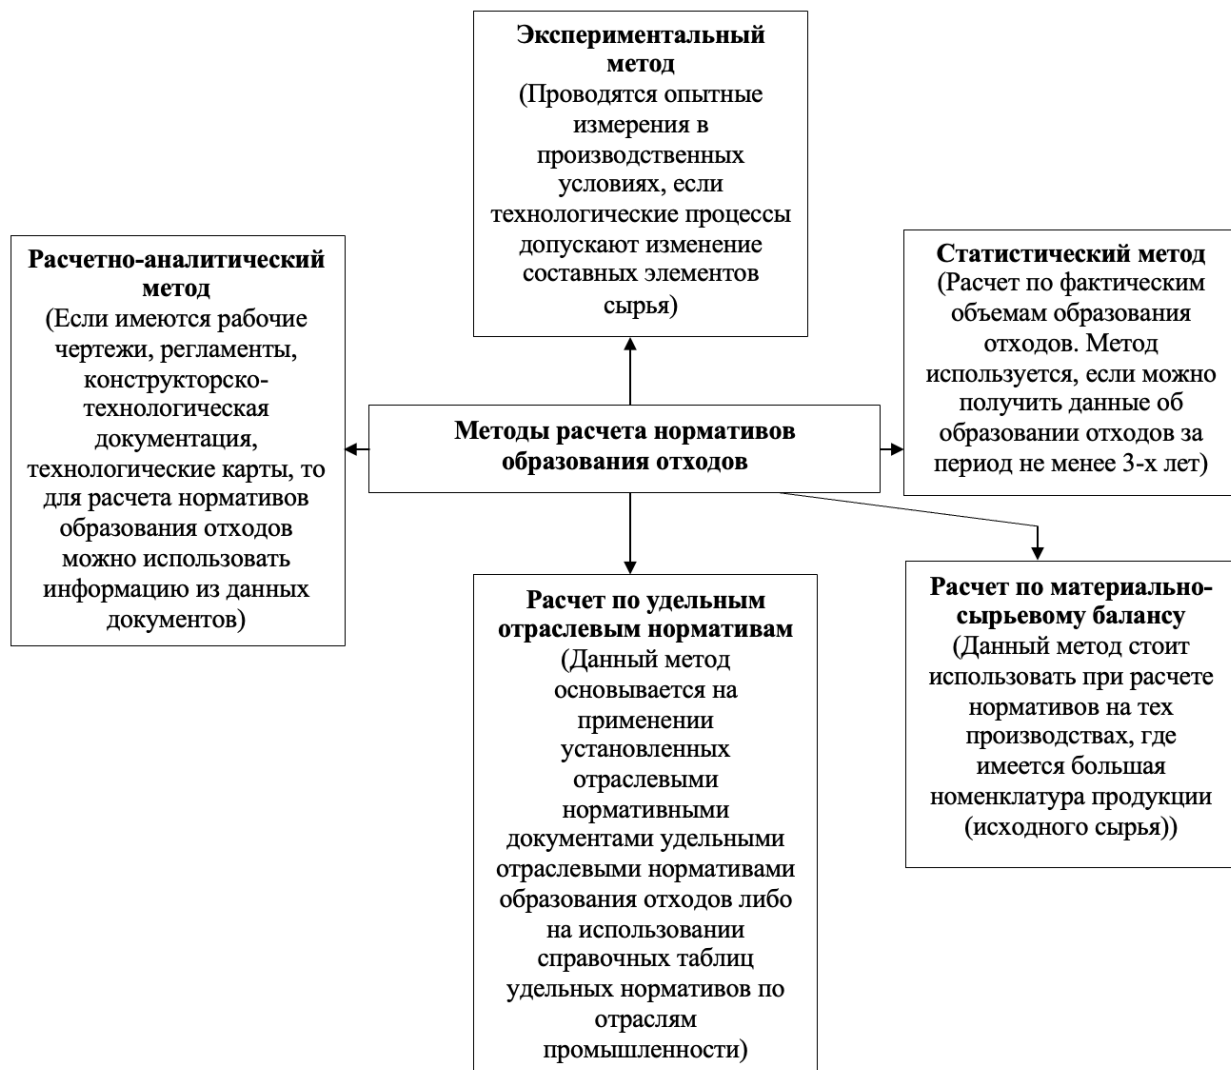 Экспериментальный
метод
(Проводятся опытные
измерения в
производственных
условиях, если
технологические процессы
допускают изменение
составных элементов
сырья)
Расчетно-аналитический
метод
(Если имеются рабочие
чертежи, регламенты,
конструкторско-
технологическая
документация,
технологические карты, то
для расчета нормативов
образования отходов
можно использовать
информацию из данных
документов)
Статистический метод
(Расчет по фактическим
объемам образования
отходов. Метод
используется, если можно
получить данные об
образовании отходов за
период не менее 3-х лет)
Методы расчета нормативов
образования отходов
Расчет по удельным
отраслевым нормативам
(Данный метод
основывается на
применении
установленных
отраслевыми
нормативными
документами удельными
отраслевыми нормативами
образования отходов либо
на использовании
справочных таблиц
удельных нормативов по
отраслям
промышленности)
Расчет по материально-
сырьевому балансу
(Данный метод стоит
использовать при расчете
нормативов на тех
производствах, где
имеется большая
номенклатура продукции
(исходного сырья))